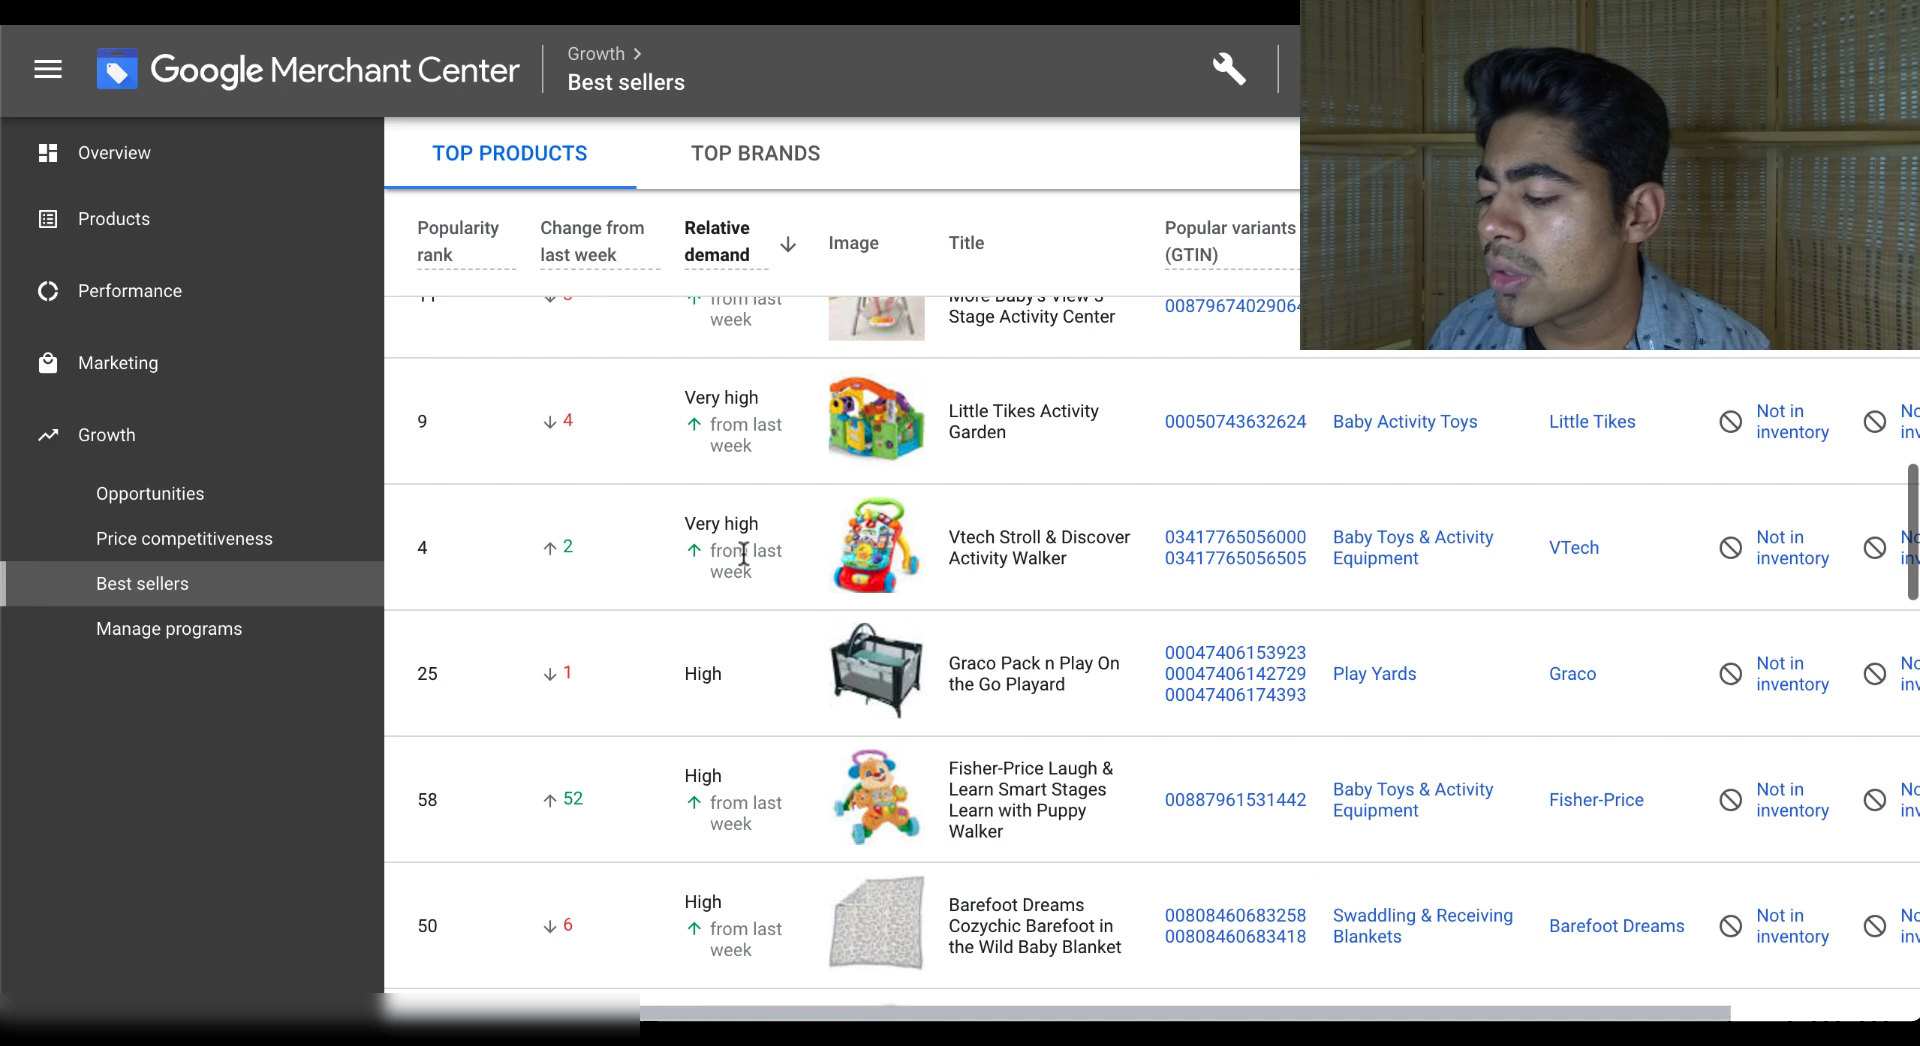 Google Merchant Center
Growth >
Best sellers
Overview
Products
Performance
Marketing
Growth
Opportunities
Price competitiveness
Best sellers
Manage programs
TOP PRODUCTS
TOP BRANDS
Popularity
rank
Change from
last week
Relative
demand
Image
Title
Popular variants
(GTIN)
11
from last
week
More Baby's View 3
Stage Activity Center
0087967402906
9
4
Very high
from last
week
Little Tikes Activity
Garden
00050743632624
Baby Activity Toys
Little Tikes
Not in
inventory
4
2
Very high
from last
week
Vtech Stroll & Discover
Activity Walker
03417765056000
03417765056505
Baby Toys & Activity
Equipment
VTech
Not in
inventory
25
1
High
Graco Pack n Play On
the Go Playard
00047406153923
00047406142729
00047406174393
Play Yards
Graco
Not in
inventory
58
52
High
from last
week
Fisher-Price Laugh &
Learn Smart Stages
Learn with Puppy
Walker
00887961531442
Baby Toys & Activity
Equipment
Fisher-Price
Not in
inventory
50
6
High
from last
week
Barefoot Dreams
Cozychic Barefoot in
the Wild Baby Blanket
00808460683258
00808460683418
Swaddling & Receiving
Blankets
Barefoot Dreams
Not in
inventory